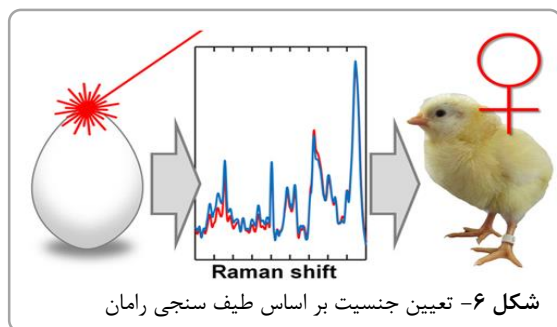 Raman shift
شکل ۶- تعیین جنسیت بر اساس طیف سنجی رامان